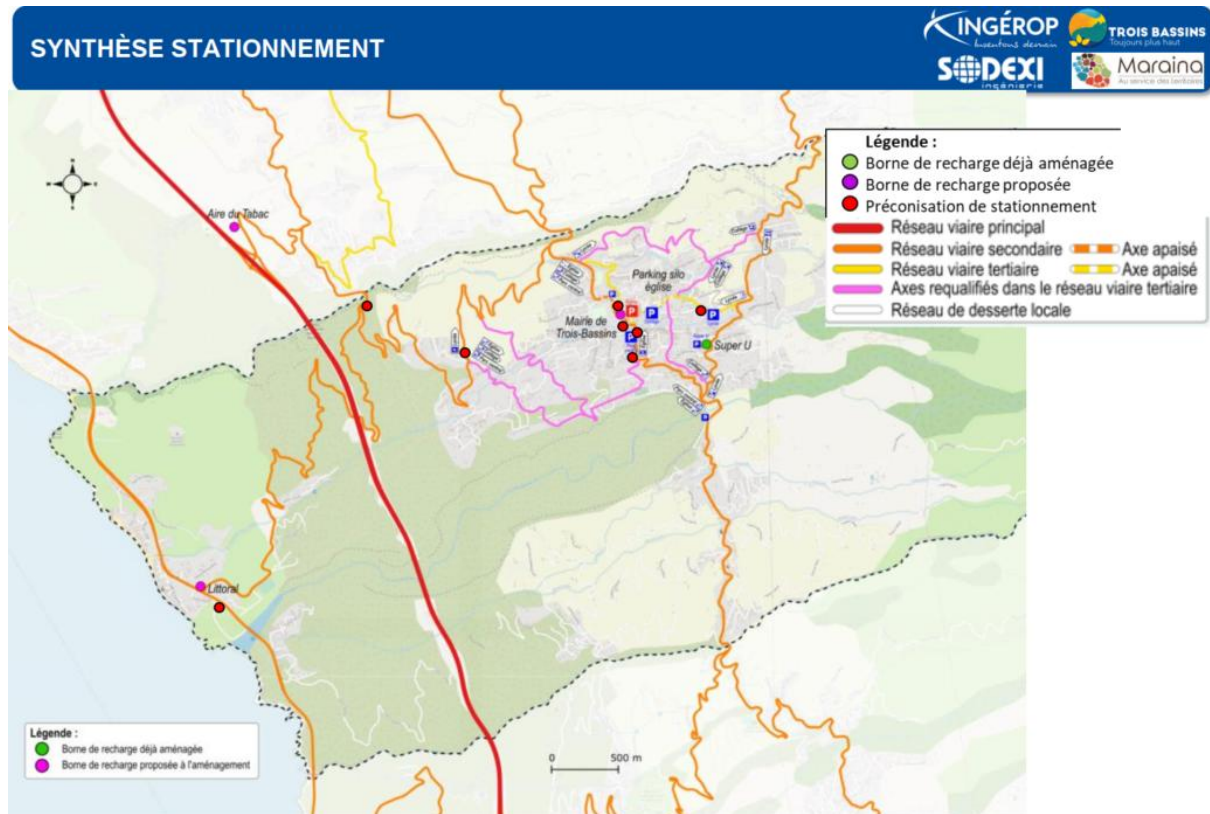 SYNTHÈSE STATIONNEMENT
INGÉROP
Inventons demain
TROIS BASSINS
Toujours plus haut
SODEXI
ingénierie
Maraina
Au service des territoires
Légende :
Borne de recharge déjà aménagée
Borne de recharge proposée
Préconisation de stationnement
Réseau viaire principal
Réseau viaire secondaire
Axe apaisé
Réseau viaire tertiaire
Axe apaisé
Axes requalifiés dans le réseau viaire tertiaire
Réseau de desserte locale
Aire du Tabac
Parking silo
église
Mairie de
Trois-Bassins
Super U
Littoral
Légende :
Borne de recharge déjà aménagée
Borne de recharge proposée à l'aménagement
0 500 m